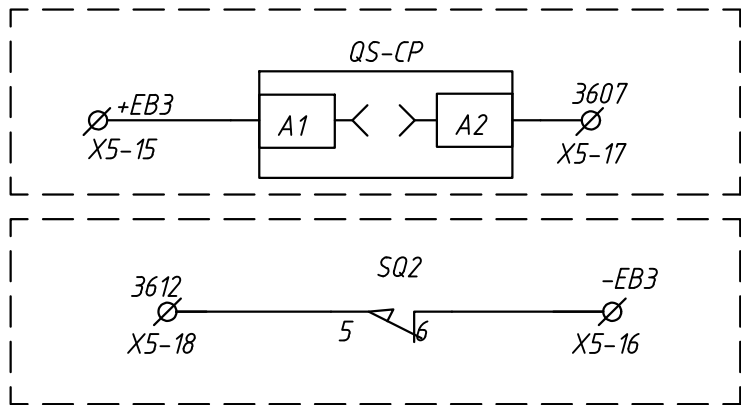 QS-CP
+EB3
A1
A2
3607
X5-15
X5-17
SQ2
3612
-EB3
5
6
X5-18
X5-16